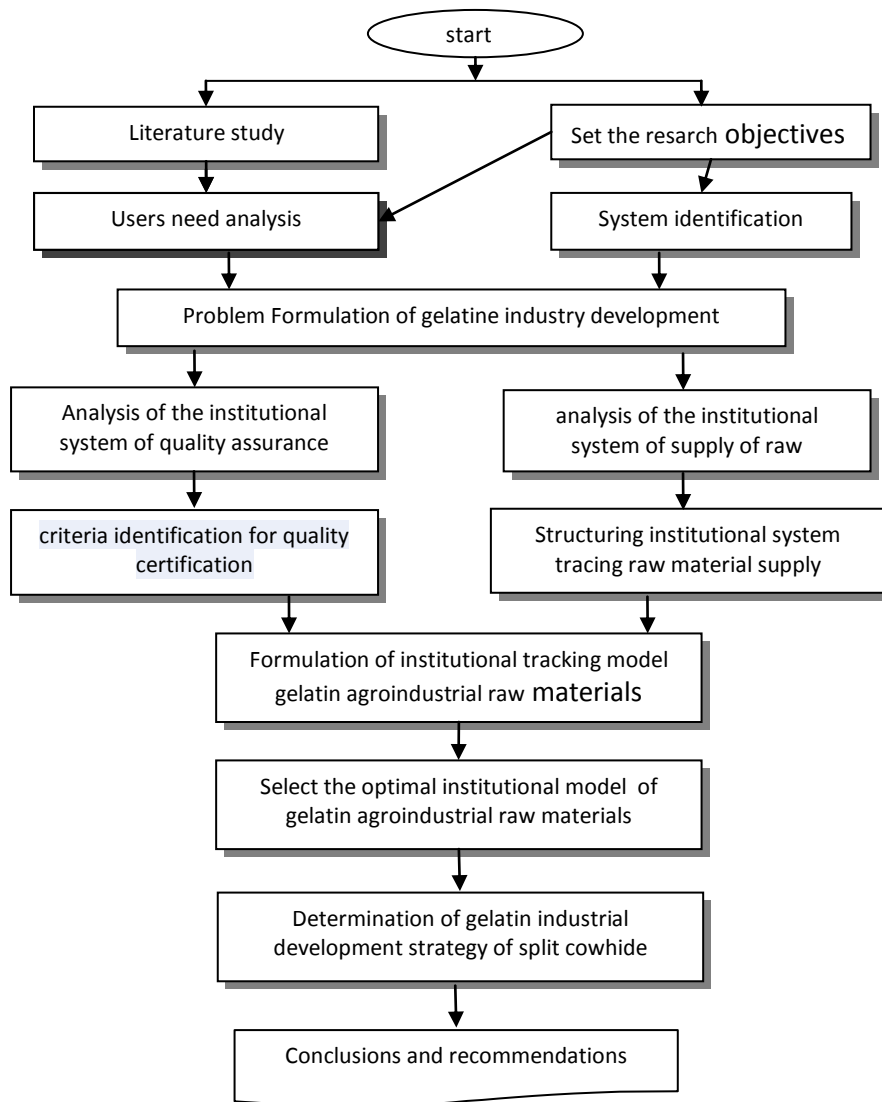 start
Literature study
Set the resarch objectives
Users need analysis
System identification
Problem Formulation of gelatine industry development
Analysis of the institutional
system of quality assurance
analysis of the institutional
system of supply of raw
criteria identification for quality
certification
Structuring institutional system
tracing raw material supply
Formulation of institutional tracking model
gelatin agroindustrial raw materials
Select the optimal institutional model of
gelatin agroindustrial raw materials
Determination of gelatin industrial
development strategy of split cowhide
Conclusions and recommendations